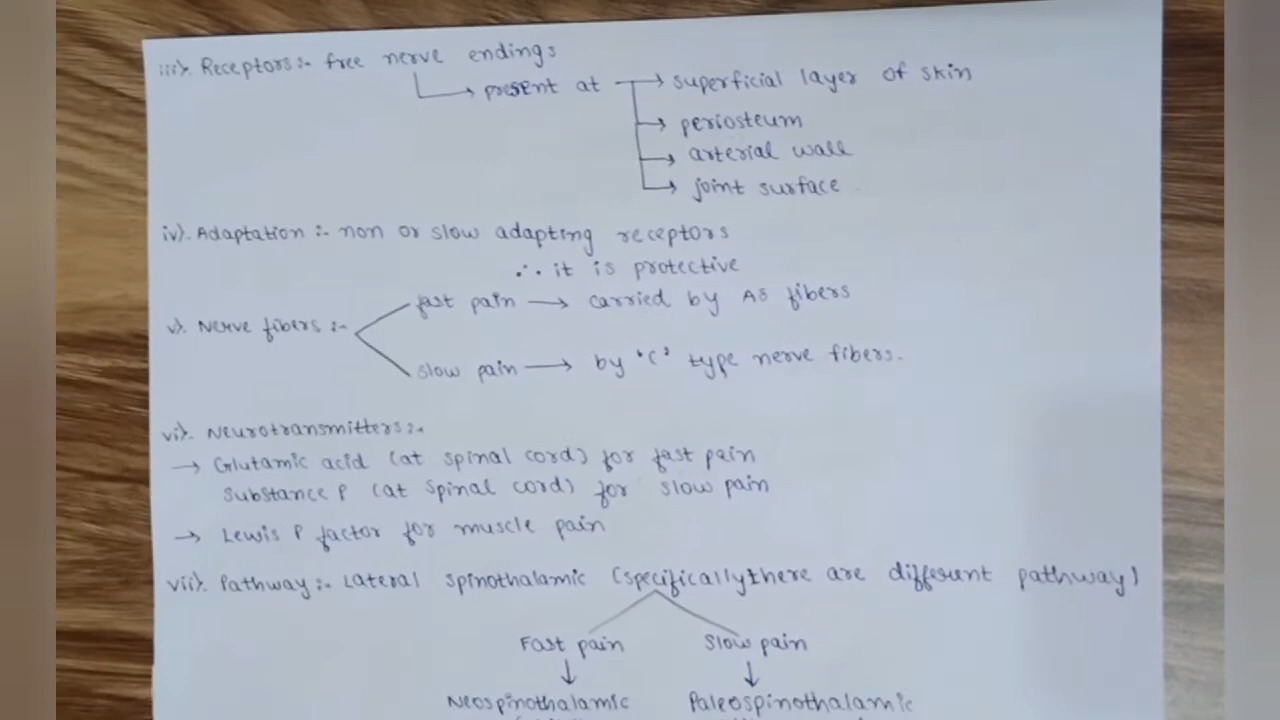 iii). Receptors:- free nerve endings
present at → superficial layer of skin
→ periosteum
→ arterial wall
→ joint surface
iv). Adaptation :- non or slow adapting receptors
∴ it is protective
fast pain → carried by Aδ fibers
v). Nerve fibers :-
slow pain → by 'C' type nerve fibers.
vi). Neurotransmitters:-
→ Glutamic acid (at spinal cord) for fast pain
Substance P (at spinal cord) for slow pain
→ Lewis P factor for muscle pain
vii). Pathway:- Lateral spinothalamic (specifically there are different pathway)
Fast pain Slow pain
↓ ↓
Neospinothalamic Paleospinothalamic